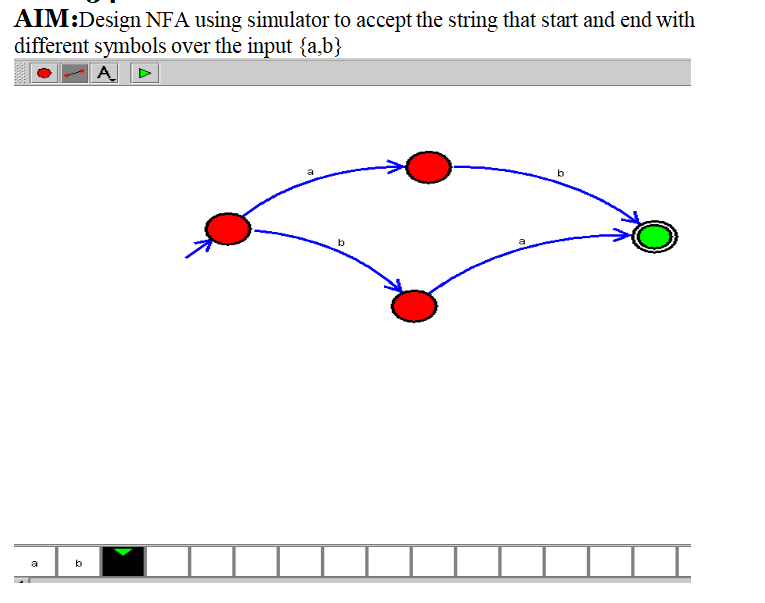 AIM:Design NFA using simulator to accept the string that start and end with
different symbols over the input {a,b}
A
a
b
b
a
a b